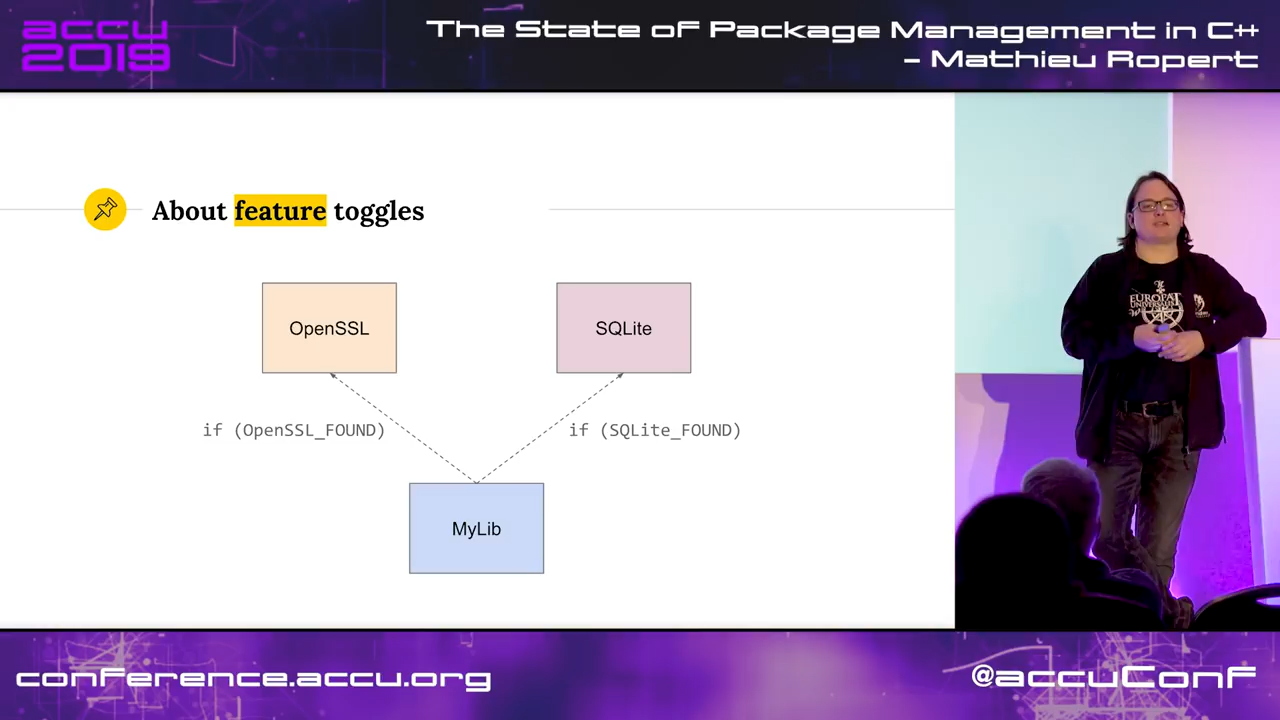 accu
2019
The State of Package Management in C++
– Mathieu Ropert
About feature toggles
OpenSSL
SQLite
if (OpenSSL_FOUND)
if (SQLite_FOUND)
MyLib
EUROPA
UNIVERSALIS
conference.accu.org
@accuConf